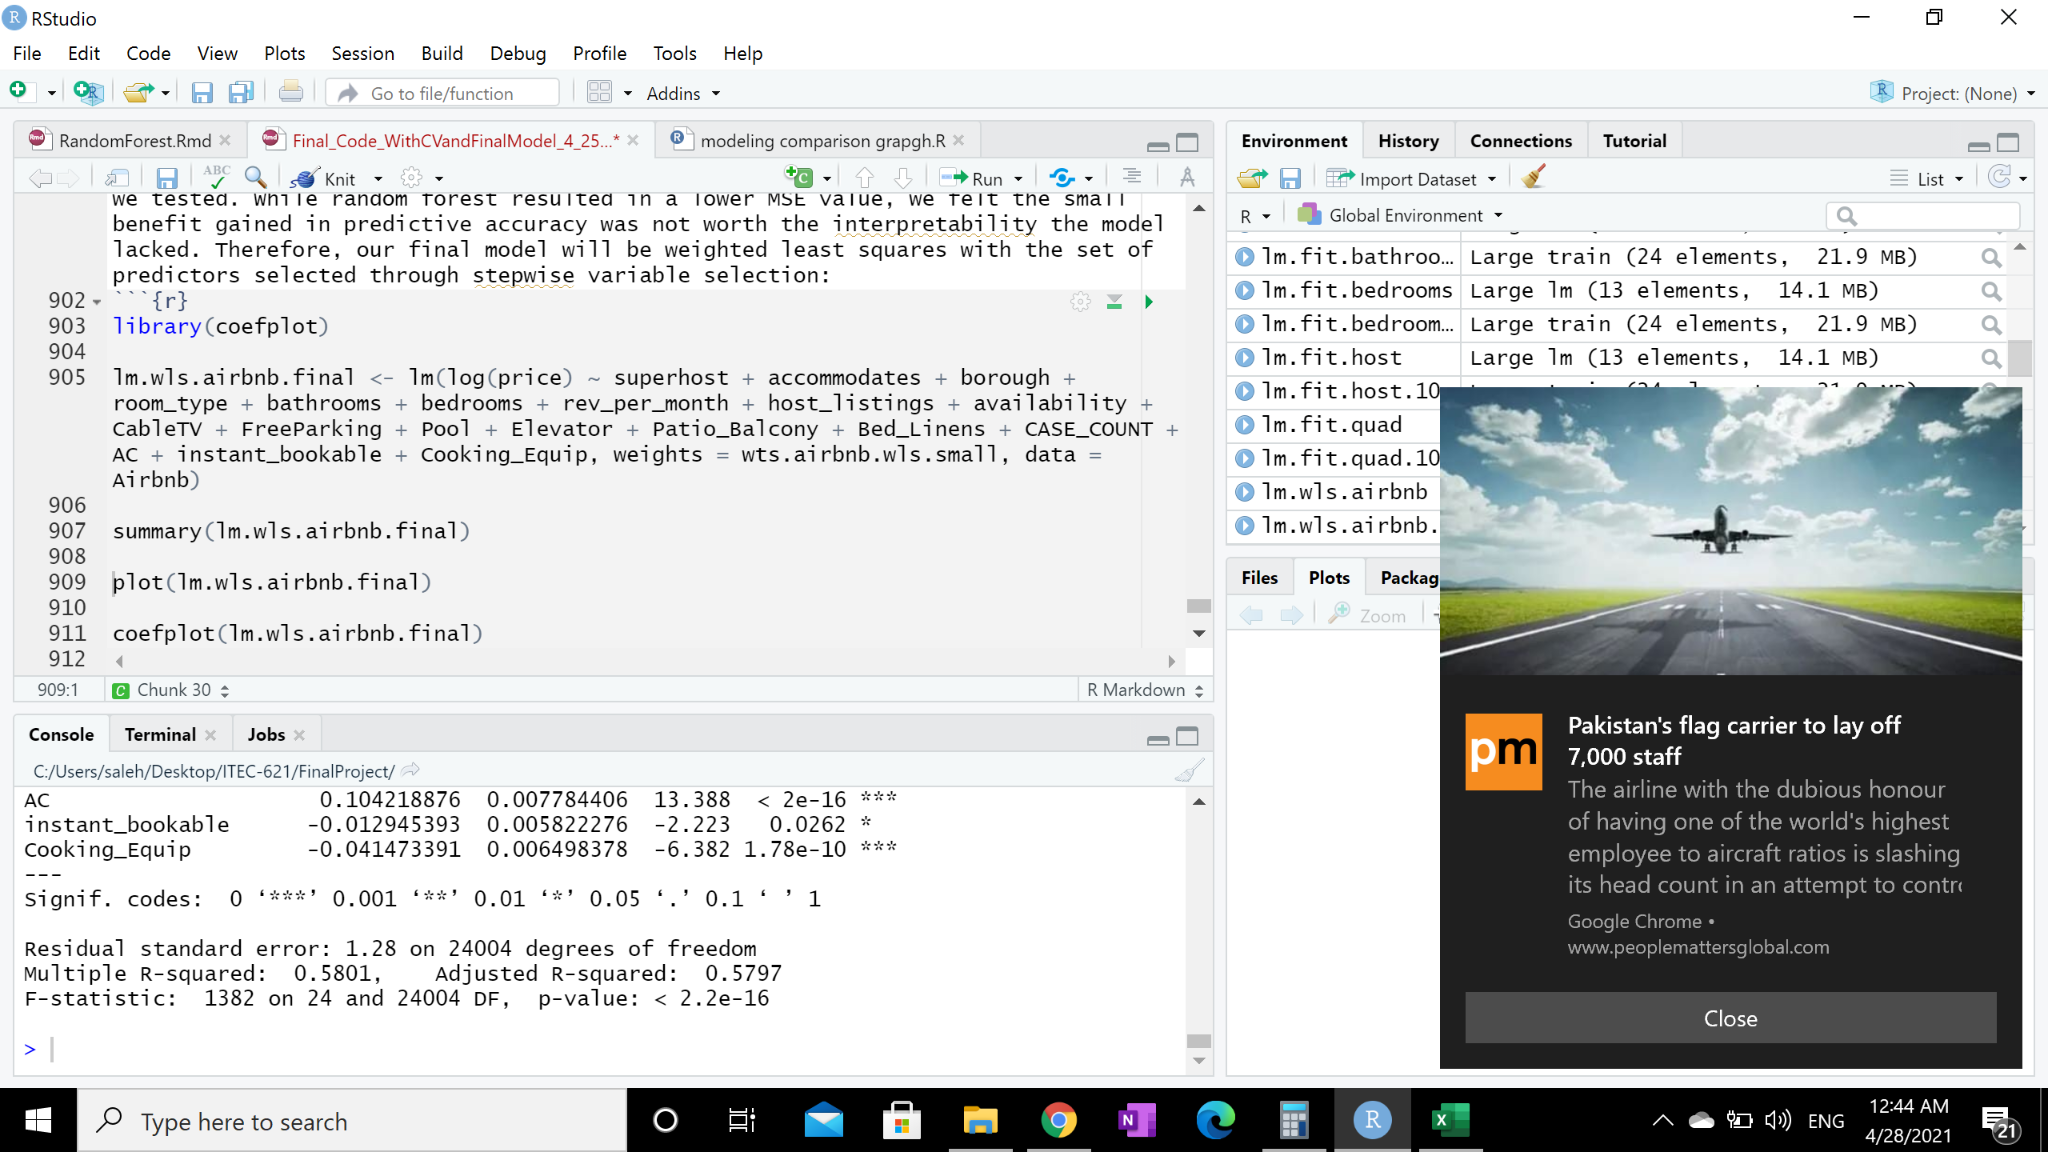 RStudio
File Edit Code View Plots Session Build Debug Profile Tools Help
Go to file/function Addins Project: (None)
RandomForest.Rmd Final_Code_WithCVandFinalModel_4_25...* modeling comparison grapgh.R
ABC Knit Run
we tested. While random forest resulted in a lower MSE value, we felt the small
benefit gained in predictive accuracy was not worth the interpretability the model
lacked. Therefore, our final model will be weighted least squares with the set of
predictors selected through stepwise variable selection:
902 ```{r}
903 library(coefplot)
904
905 lm.wls.airbnb.final <- lm(log(price) ~ superhost + accommodates + borough +
room_type + bathrooms + bedrooms + rev_per_month + host_listings + availability +
CableTV + FreeParking + Pool + Elevator + Patio_Balcony + Bed_Linens + CASE_COUNT +
AC + instant_bookable + Cooking_Equip, weights = wts.airbnb.wls.small, data =
Airbnb)
906
907 summary(lm.wls.airbnb.final)
908
909 plot(lm.wls.airbnb.final)
910
911 coefplot(lm.wls.airbnb.final)
912
909:1 Chunk 30 R Markdown
Console Terminal Jobs
C:/Users/saleh/Desktop/ITEC-621/FinalProject/
AC 0.104218876 0.007784406 13.388 < 2e-16 ***
instant_bookable -0.012945393 0.005822276 -2.223 0.0262 *
Cooking_Equip -0.041473391 0.006498378 -6.382 1.78e-10 ***
---
Signif. codes: 0 ‘***’ 0.001 ‘**’ 0.01 ‘*’ 0.05 ‘.’ 0.1 ‘ ’ 1
Residual standard error: 1.28 on 24004 degrees of freedom
Multiple R-squared: 0.5801, Adjusted R-squared: 0.5797
F-statistic: 1382 on 24 and 24004 DF, p-value: < 2.2e-16
>
Environment History Connections Tutorial
Import Dataset List
R Global Environment
lm.fit.bathroo... Large train (24 elements, 21.9 MB)
lm.fit.bedrooms Large lm (13 elements, 14.1 MB)
lm.fit.bedroom... Large train (24 elements, 21.9 MB)
lm.fit.host Large lm (13 elements, 14.1 MB)
lm.fit.host.10
lm.fit.quad
lm.fit.quad.10
lm.wls.airbnb
lm.wls.airbnb.
Files Plots Packag
Zoom
pm
Pakistan's flag carrier to lay off
7,000 staff
The airline with the dubious honour
of having one of the world's highest
employee to aircraft ratios is slashing
its head count in an attempt to contr
Google Chrome •
www.peoplemattersglobal.com
Close
Type here to search
ENG
12:44 AM
4/28/2021
21